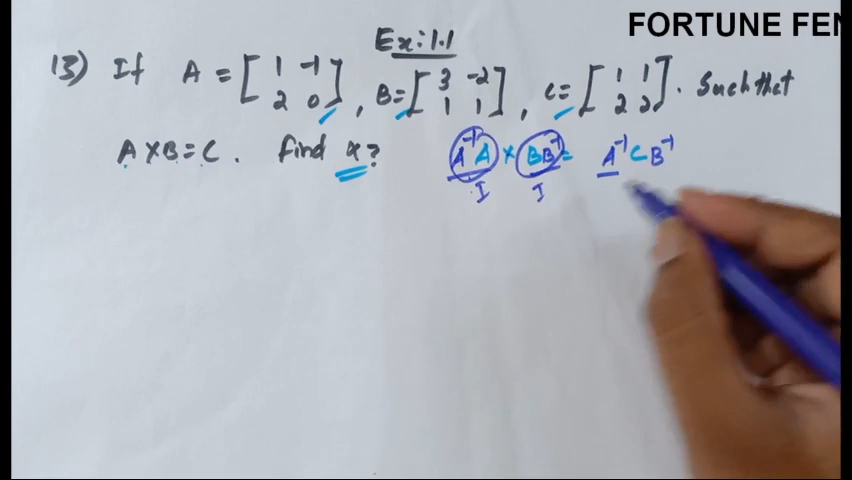 FORTUNE FEN
Ex:1.1
13) If A = [ 1 -1
2 0 ], B = [ 3 -2
1 1 ], C = [ 1 1
2 2 ]. Such that
A X B = C. Find x? A⁻¹A X BB⁻¹ = A⁻¹ C B⁻¹
I I